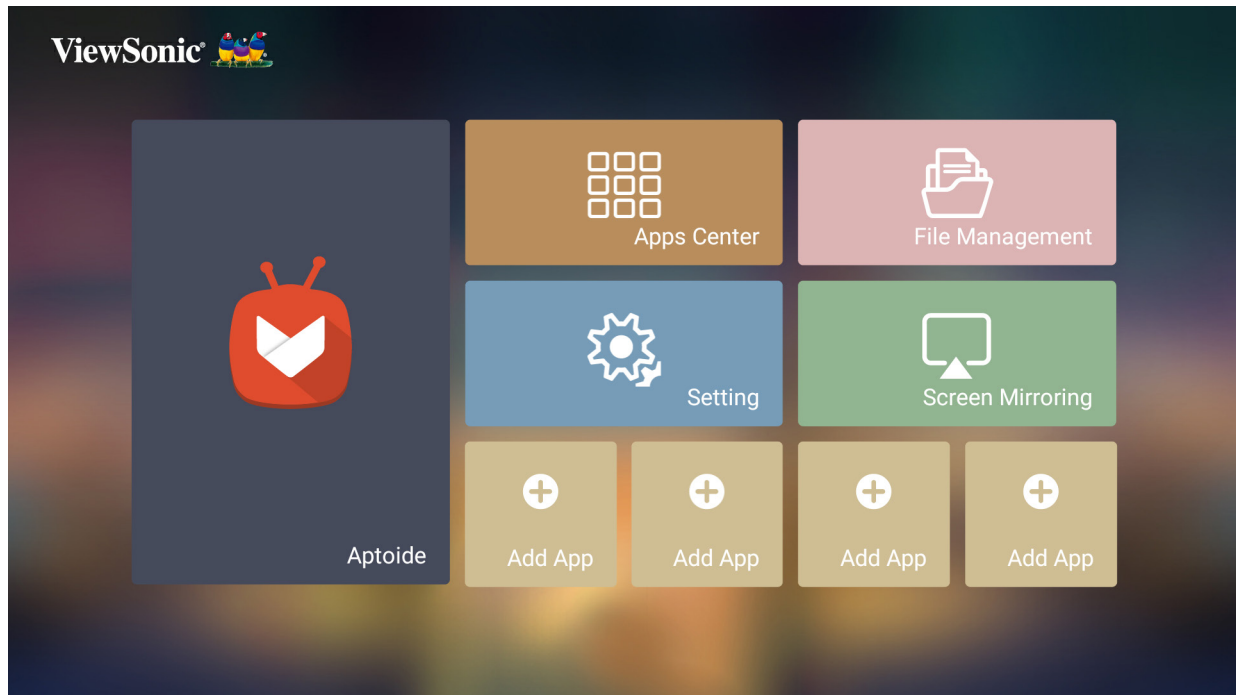 ViewSonic®
Apps Center
File Management
Setting
Screen Mirroring
Aptoide
Add App
Add App
Add App
Add App